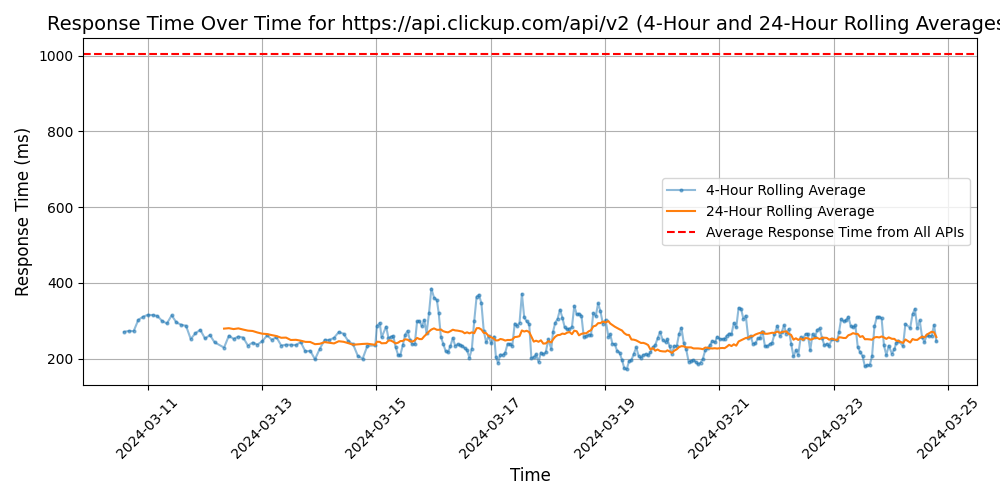 Response Time Over Time for https://api.clickup.com/api/v2 (4-Hour and 24-Hour Rolling Averages
1000
800
600
400
200
Response Time (ms)
4-Hour Rolling Average
24-Hour Rolling Average
Average Response Time from All APIs
2024-03-11
2024-03-13
2024-03-15
2024-03-17
2024-03-19
2024-03-21
2024-03-23
2024-03-25
Time